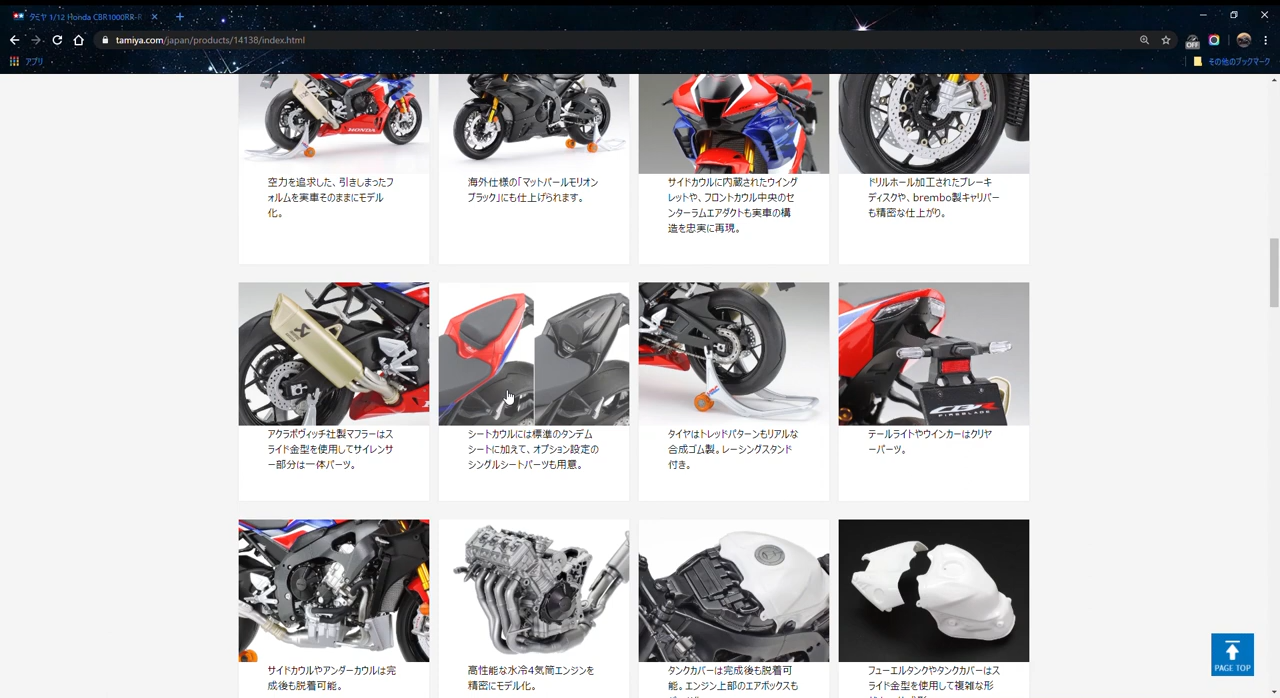 タミヤ 1/12 Honda CBR1000RR-R
tamiya.com/japan/products/14138/index.html
OFF
アプリ
その他のブックマーク
HONDA
空力を追求した、引きしまったフ
ォルムを実車そのままにモデル
化。
海外仕様の「マットパールモリオン
ブラック」にも仕上げられます。
サイドカウルに内蔵されたウイング
レットや、フロントカウル中央のセ
ンターラムエアダクトも実車の構
造を忠実に再現。
ドリルホール加工されたブレーキ
ディスクや、brembo製キャリパー
も精密な仕上がり。
アクラポヴィッチ社製マフラーはス
ライド金型を使用してサイレンサ
ー部分は一体パーツ。
シートカウルには標準のタンデム
シートに加えて、オプション設定の
シングルシートパーツも用意。
タイヤはトレッドパターンもリアルな
合成ゴム製。レーシングスタンド
付き。
CBR
FIREBLADE
テールライトやウインカーはクリヤ
ーパーツ。
サイドカウルやアンダーカウルは完
成後も脱着可能。
高性能な水冷4気筒エンジンを
精密にモデル化。
タンクカバーは完成後も脱着可
能。エンジン上部のエアボックスも
フューエルタンクやタンクカバーはス
ライド金型を使用して複雑な形
PAGE TOP